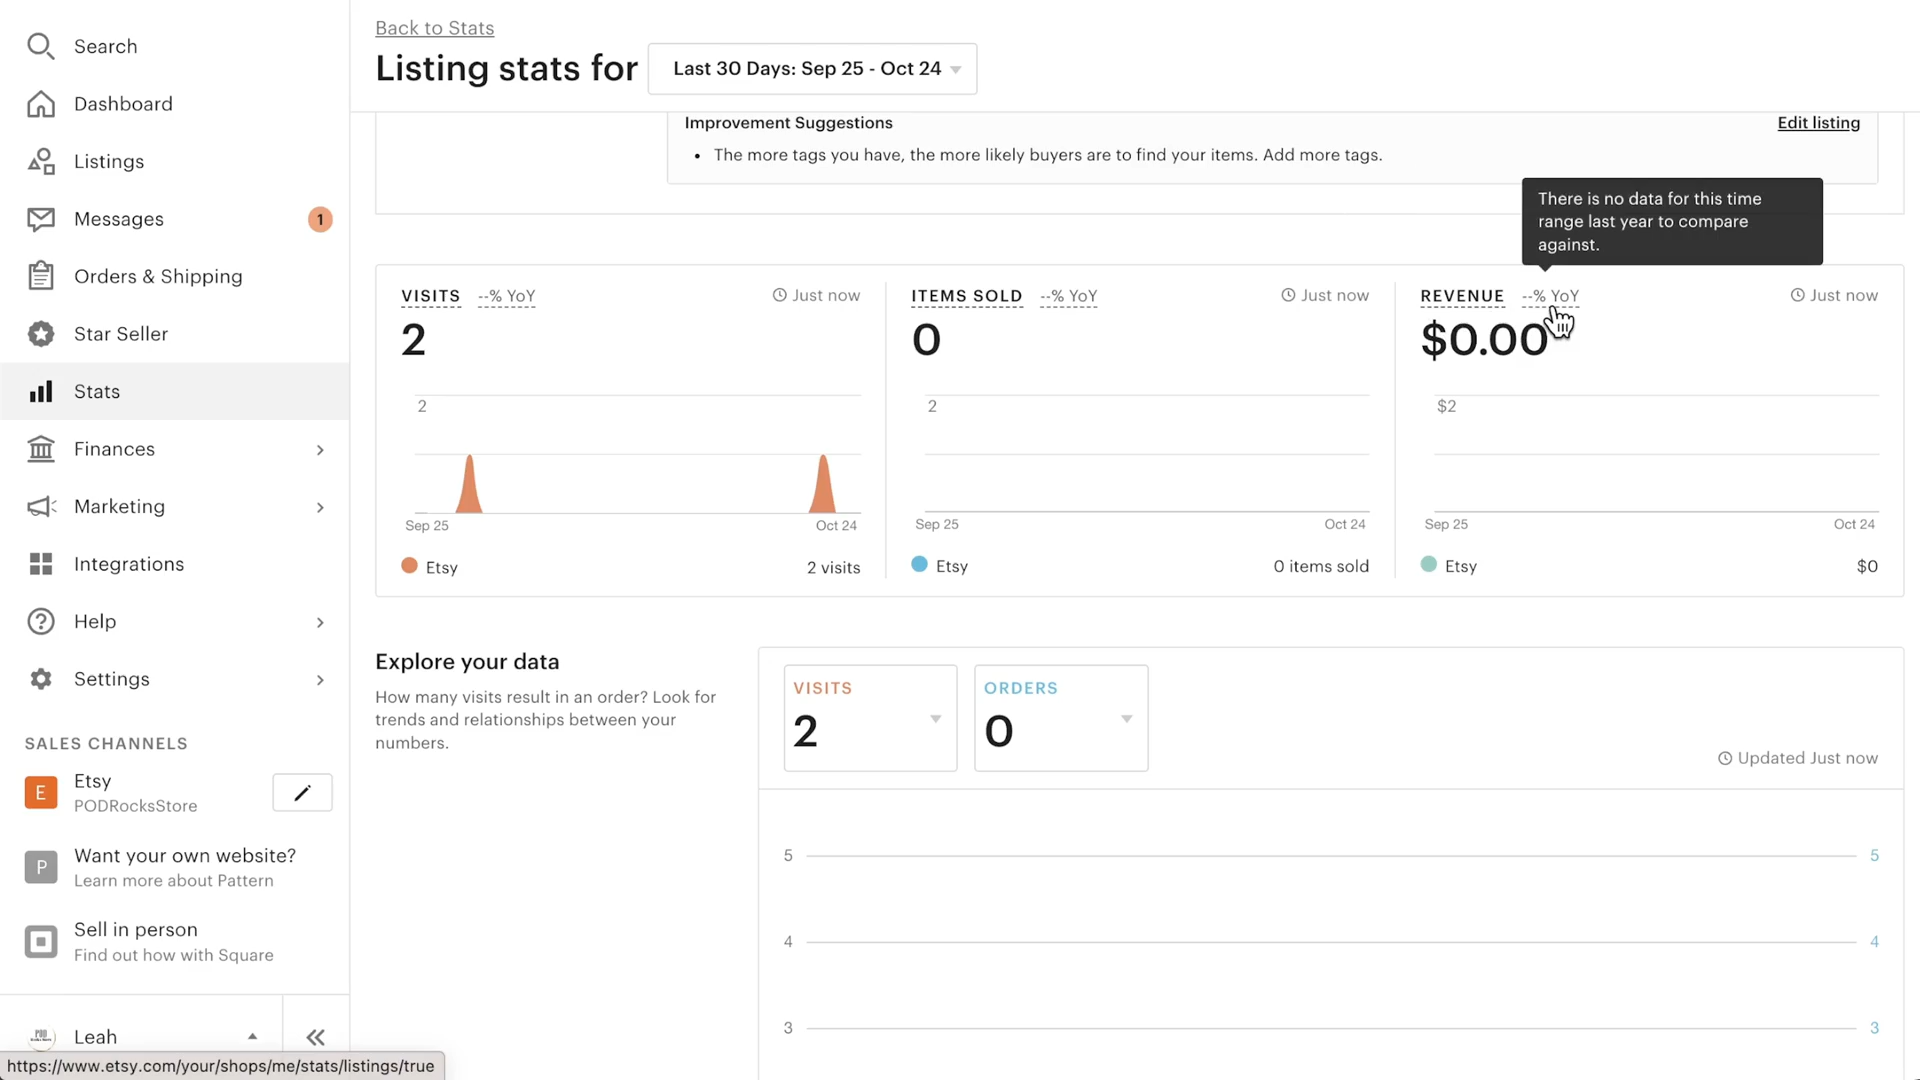 Search
Dashboard
Listings
Messages
1
Orders & Shipping
Star Seller
Stats
Finances
Marketing
Integrations
Help
Settings
SALES CHANNELS
E
Etsy
PODRocksStore
P
Want your own website?
Learn more about Pattern
Sell in person
Find out how with Square
Leah
https://www.etsy.com/your/shops/me/stats/listings/true
Back to Stats
Listing stats for
Last 30 Days: Sep 25 - Oct 24
Improvement Suggestions
Edit listing
• The more tags you have, the more likely buyers are to find your items. Add more tags.
There is no data for this time
range last year to compare
against.
VISITS --% YoY
Just now
2
2
Sep 25
Oct 24
Etsy
2 visits
ITEMS SOLD --% YoY
Just now
0
2
Sep 25
Oct 24
Etsy
0 items sold
REVENUE --% YoY
Just now
$0.00
$2
Sep 25
Oct 24
Etsy
$0
Explore your data
How many visits result in an order? Look for
trends and relationships between your
numbers.
VISITS
2
ORDERS
0
Updated Just now
5 5
4 4
3 3